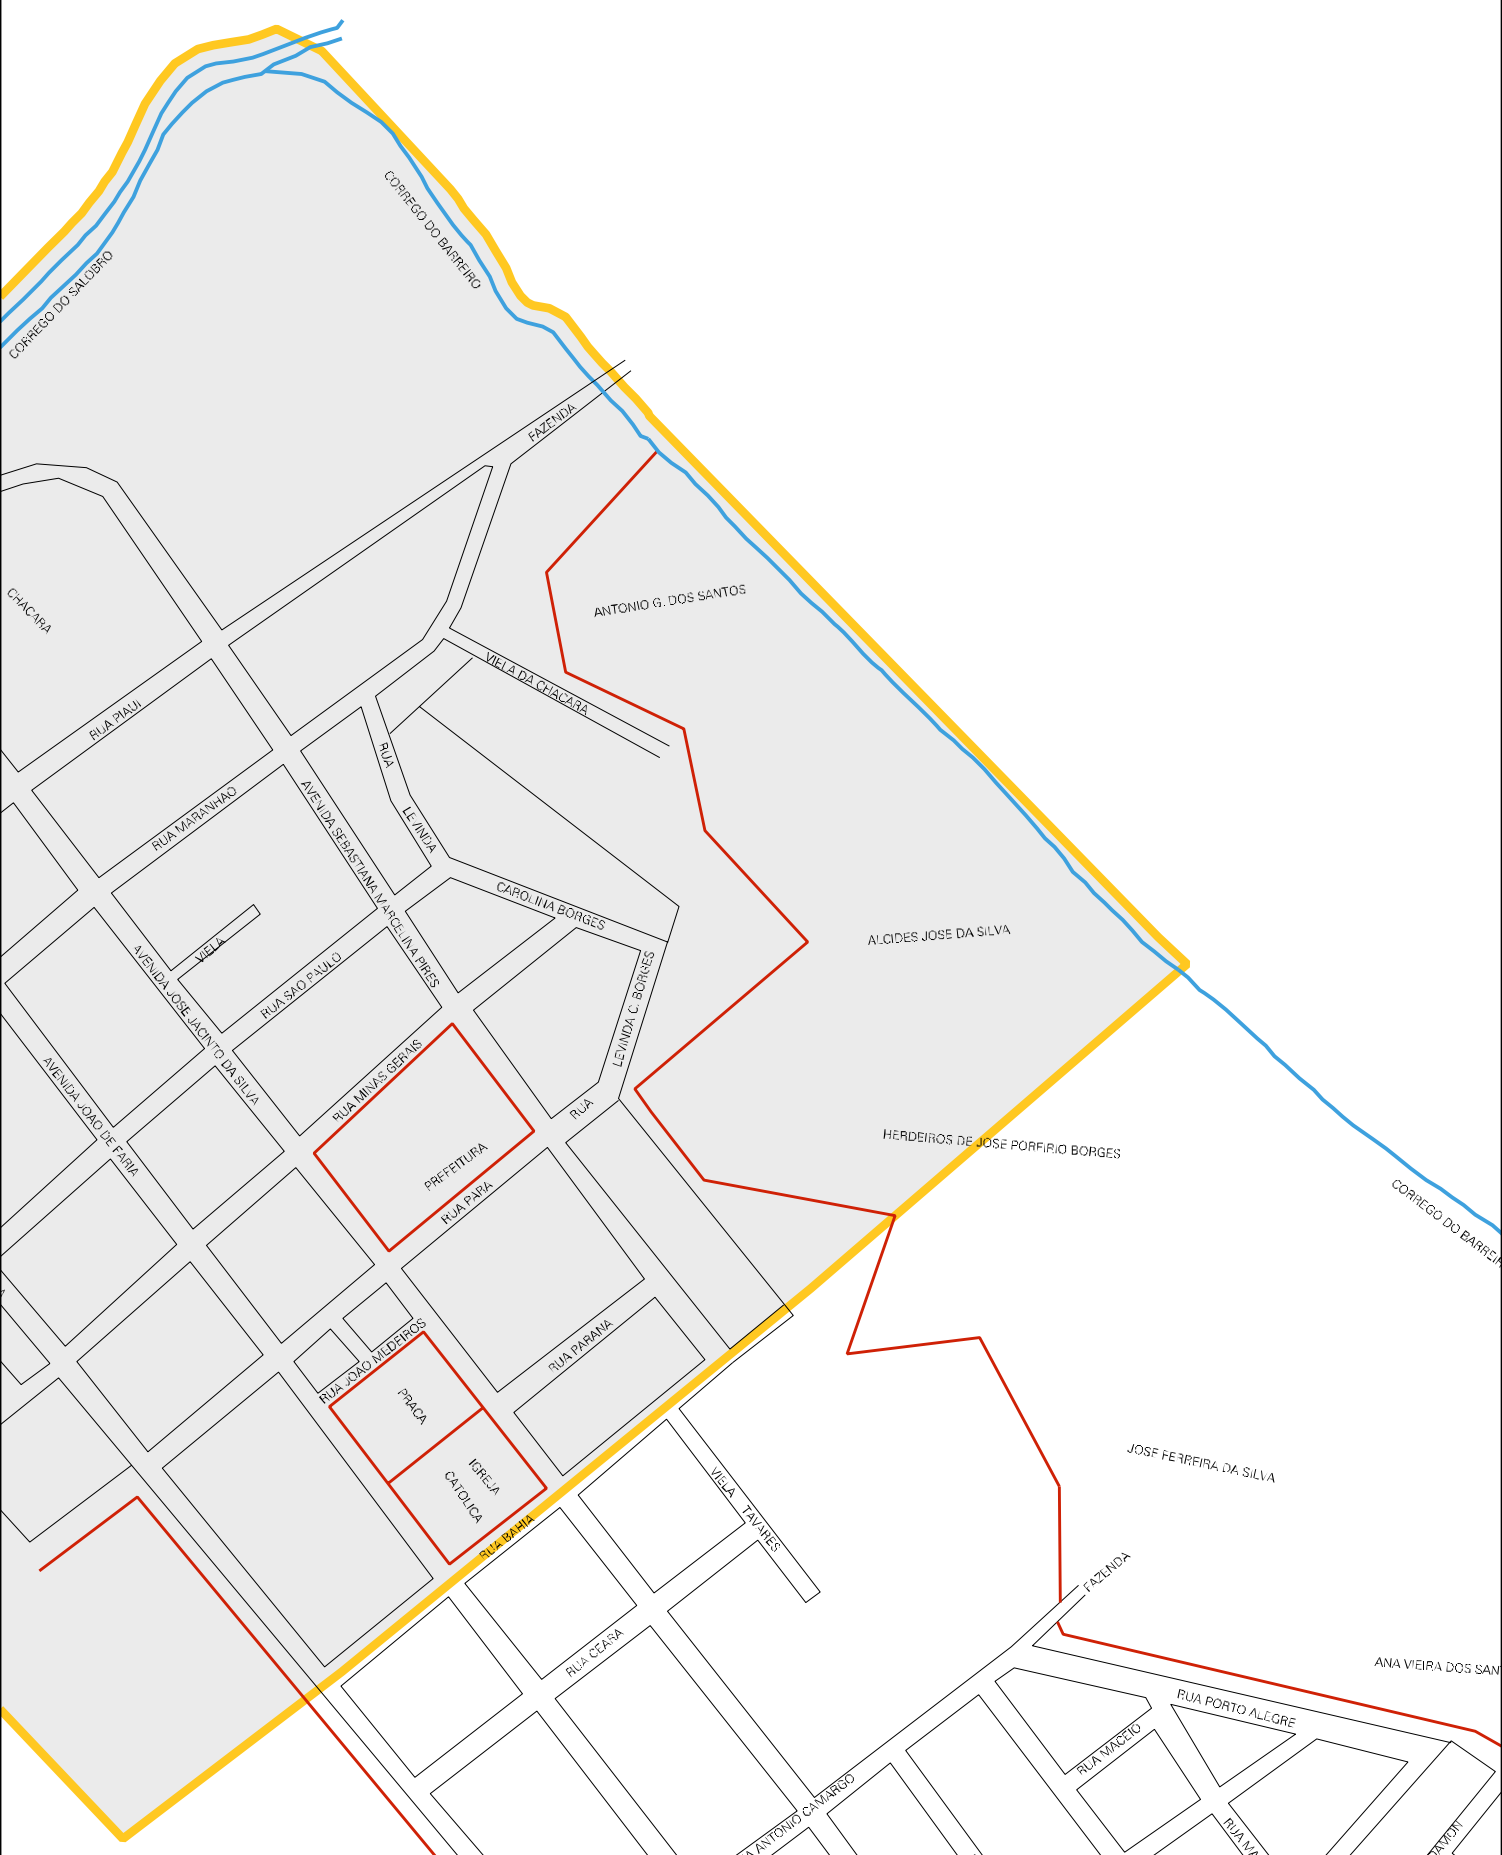 CORREGO DO BARREIRO
CORREGO DO SALOBRO
FAZENDA
CHACARA
ANTONIO G. DOS SANTOS
VIELA DA CHACARA
RUA PIAUI
RUA
LEVINDA
RUA MARANHAO
AVENIDA SEBASTIANA MARCELINA PIRES
CAROLINA BORGES
ALCIDES JOSE DA SILVA
VIELA
RUA SAO PAULO
LEVINDA C. BORGES
AVENIDA JOSE JACINTO DA SILVA
RUA MINAS GERAIS
RUA
AVENIDA JOAO DE FARIA
HERDEIROS DE JOSE PORFIRIO BORGES
PREFEITURA
RUA PARA
CORREGO DO BARREIR
RUA JOAO MEDEIROS
RUA PARANA
PRACA
IGREJA
CATOLICA
JOSE FERREIRA DA SILVA
VIELA TAVARES
RUA BAHIA
FAZENDA
RUA CEARA
ANA VIEIRA DOS SAN
RUA PORTO ALEGRE
RUA MACEIO
A ANTONIO CAMARGO
RUA MA
DAMON